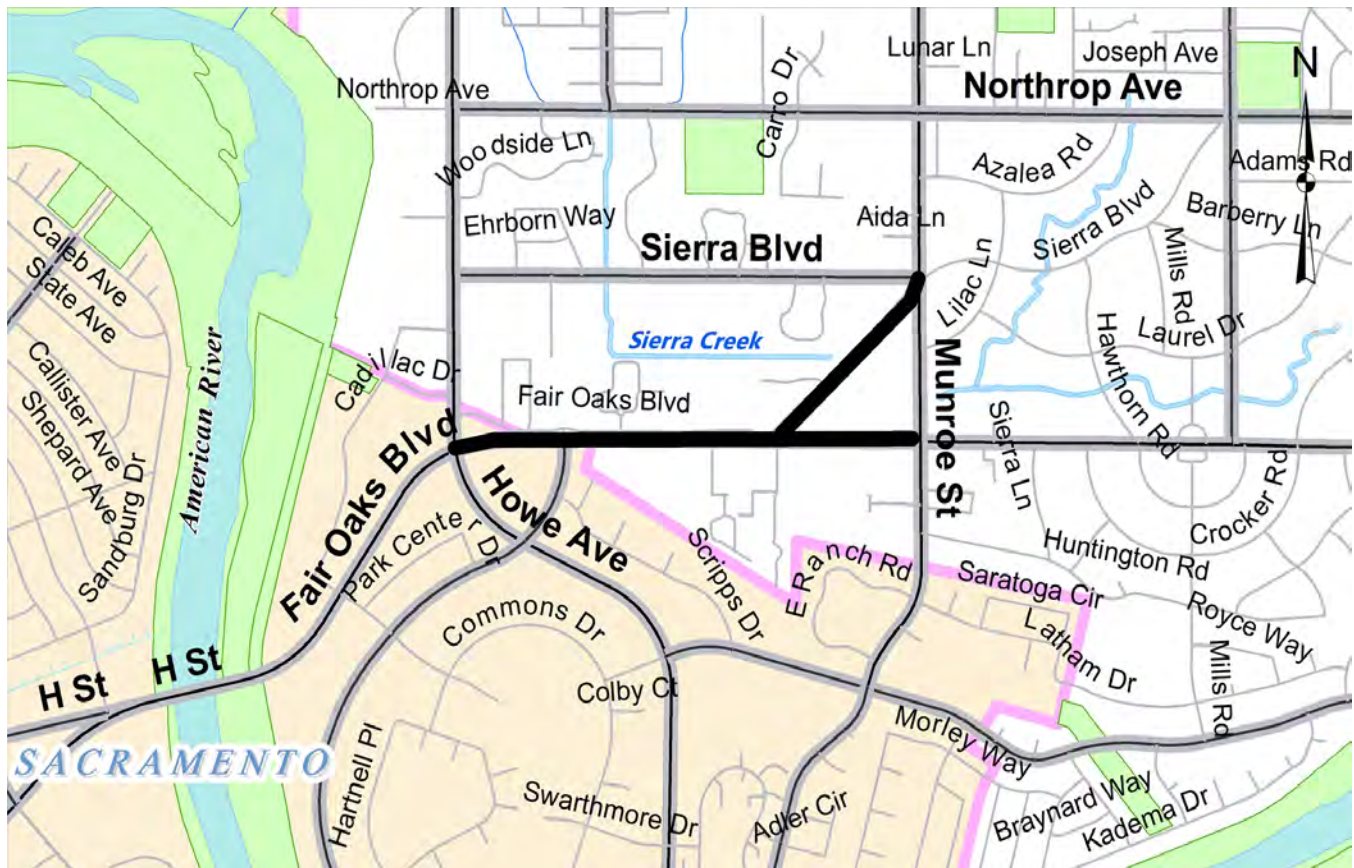 Lunar Ln
Joseph Ave
N
Northrop Ave
Northrop Ave
Carro Dr
Woodside Ln
Azalea Rd
Adams Rd
Ehrborn Way
Aida Ln
Barberry Ln
Caleb Ave
Sierra Blvd
Sierra Blvd
State Ave
Lilac Ln
Mills Rd
Callister Ave
Sierra Creek
Laurel Dr
Shepard Ave
Cadillac Dr
Fair Oaks Blvd
Munroe St
Hawthorn Rd
Sandburg Dr
American River
Fair Oaks Blvd
Howe Ave
Sierra Ln
Crocker Rd
Park Center Dr
Scripps Dr
E Ranch Rd
Huntington Rd
Saratoga Cir
Royce Way
Commons Dr
Latham Dr
H St
H St
Colby Ct
Mills Rd
Morley Way
SACRAMENTO
Hartnell Pl
Swarthmore Dr
Adler Cir
Braynard Way
Kadema Dr